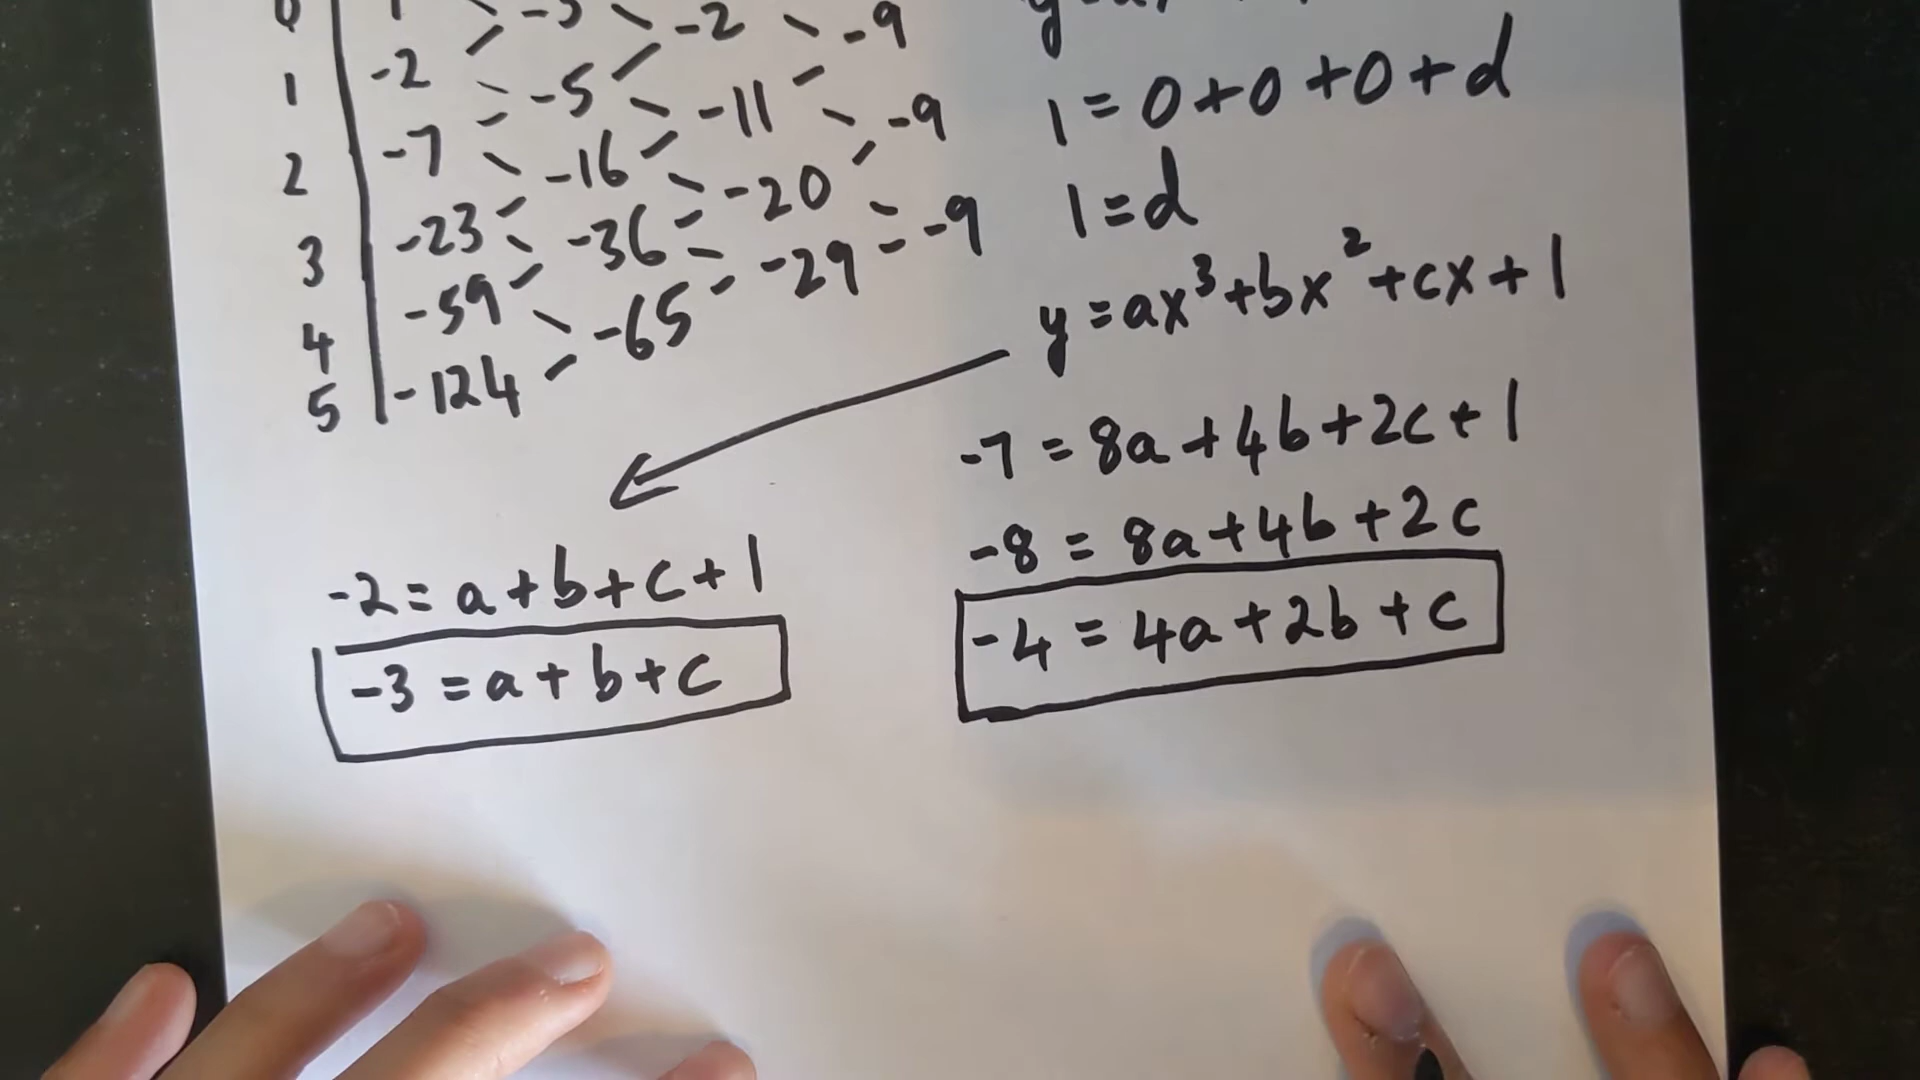 0 1 -3 -2 -9
1 -2 -5 -11 -9
2 -7 -16 -20 -9
3 -23 -36 -29
4 -59 -65
5 -124
1=0+0+0+d
1=d
y=ax³+bx²+cx+1
-7=8a+4b+2c+1
-8=8a+4b+2c
-4=4a+2b+c
-2=a+b+c+1
-3=a+b+c